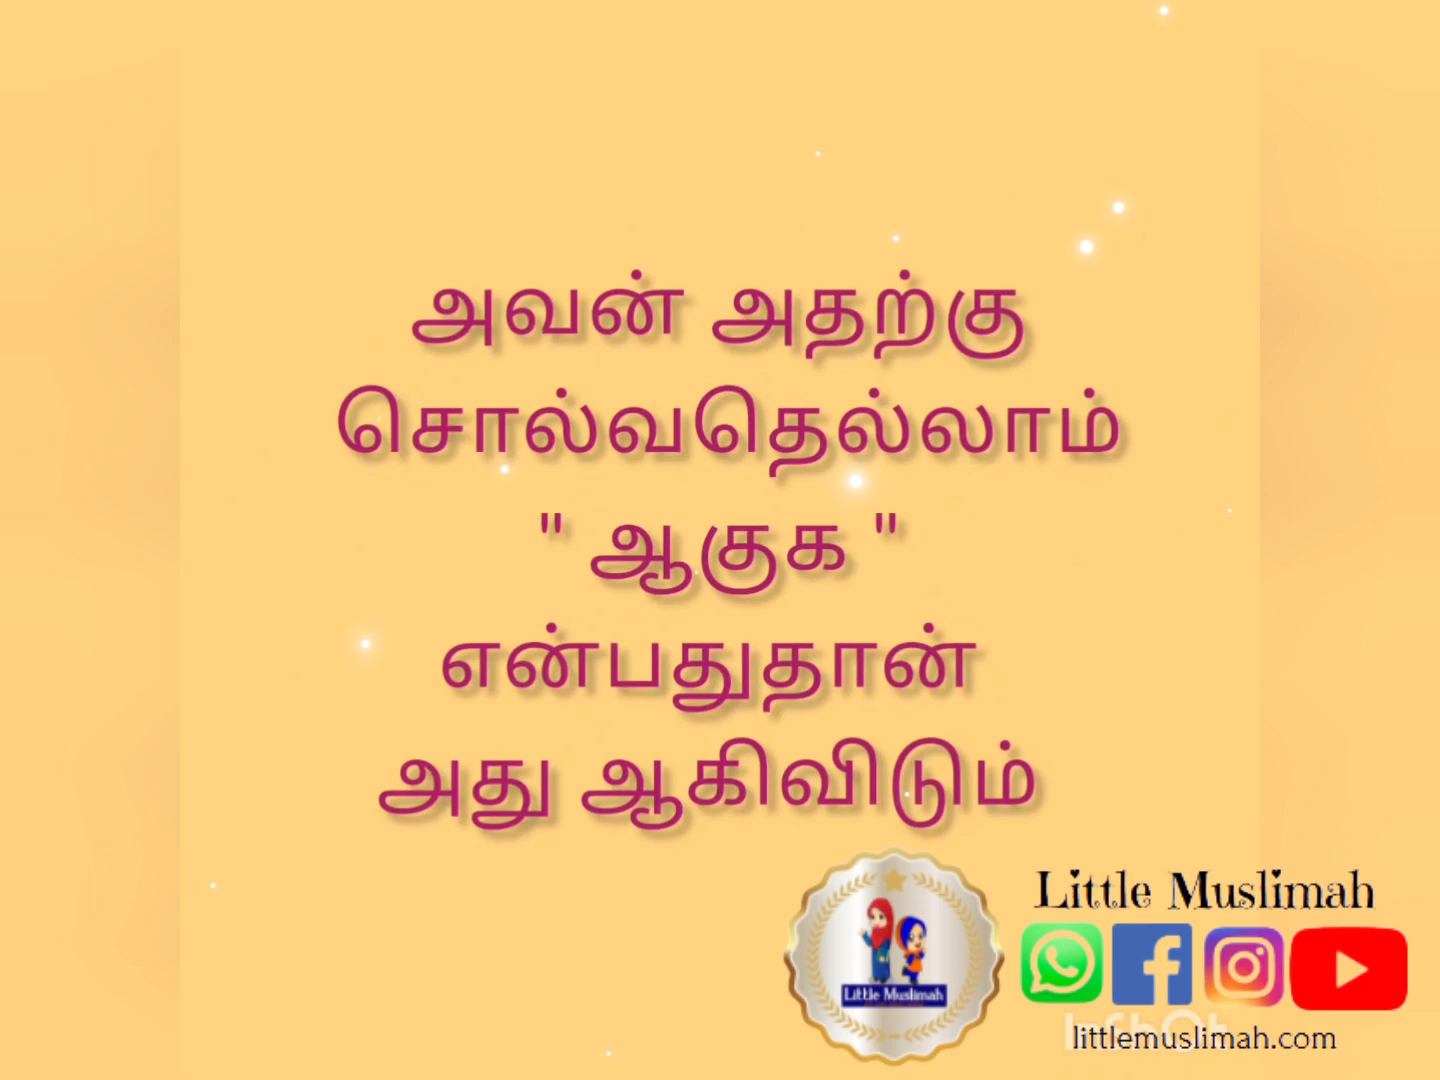 அவன் அதற்கு
சொல்வதெல்லாம்
" ஆகுக "
என்பதுதான்
அது ஆகிவிடும்
Little Muslimah
Little Muslimah
littlemuslimah.com